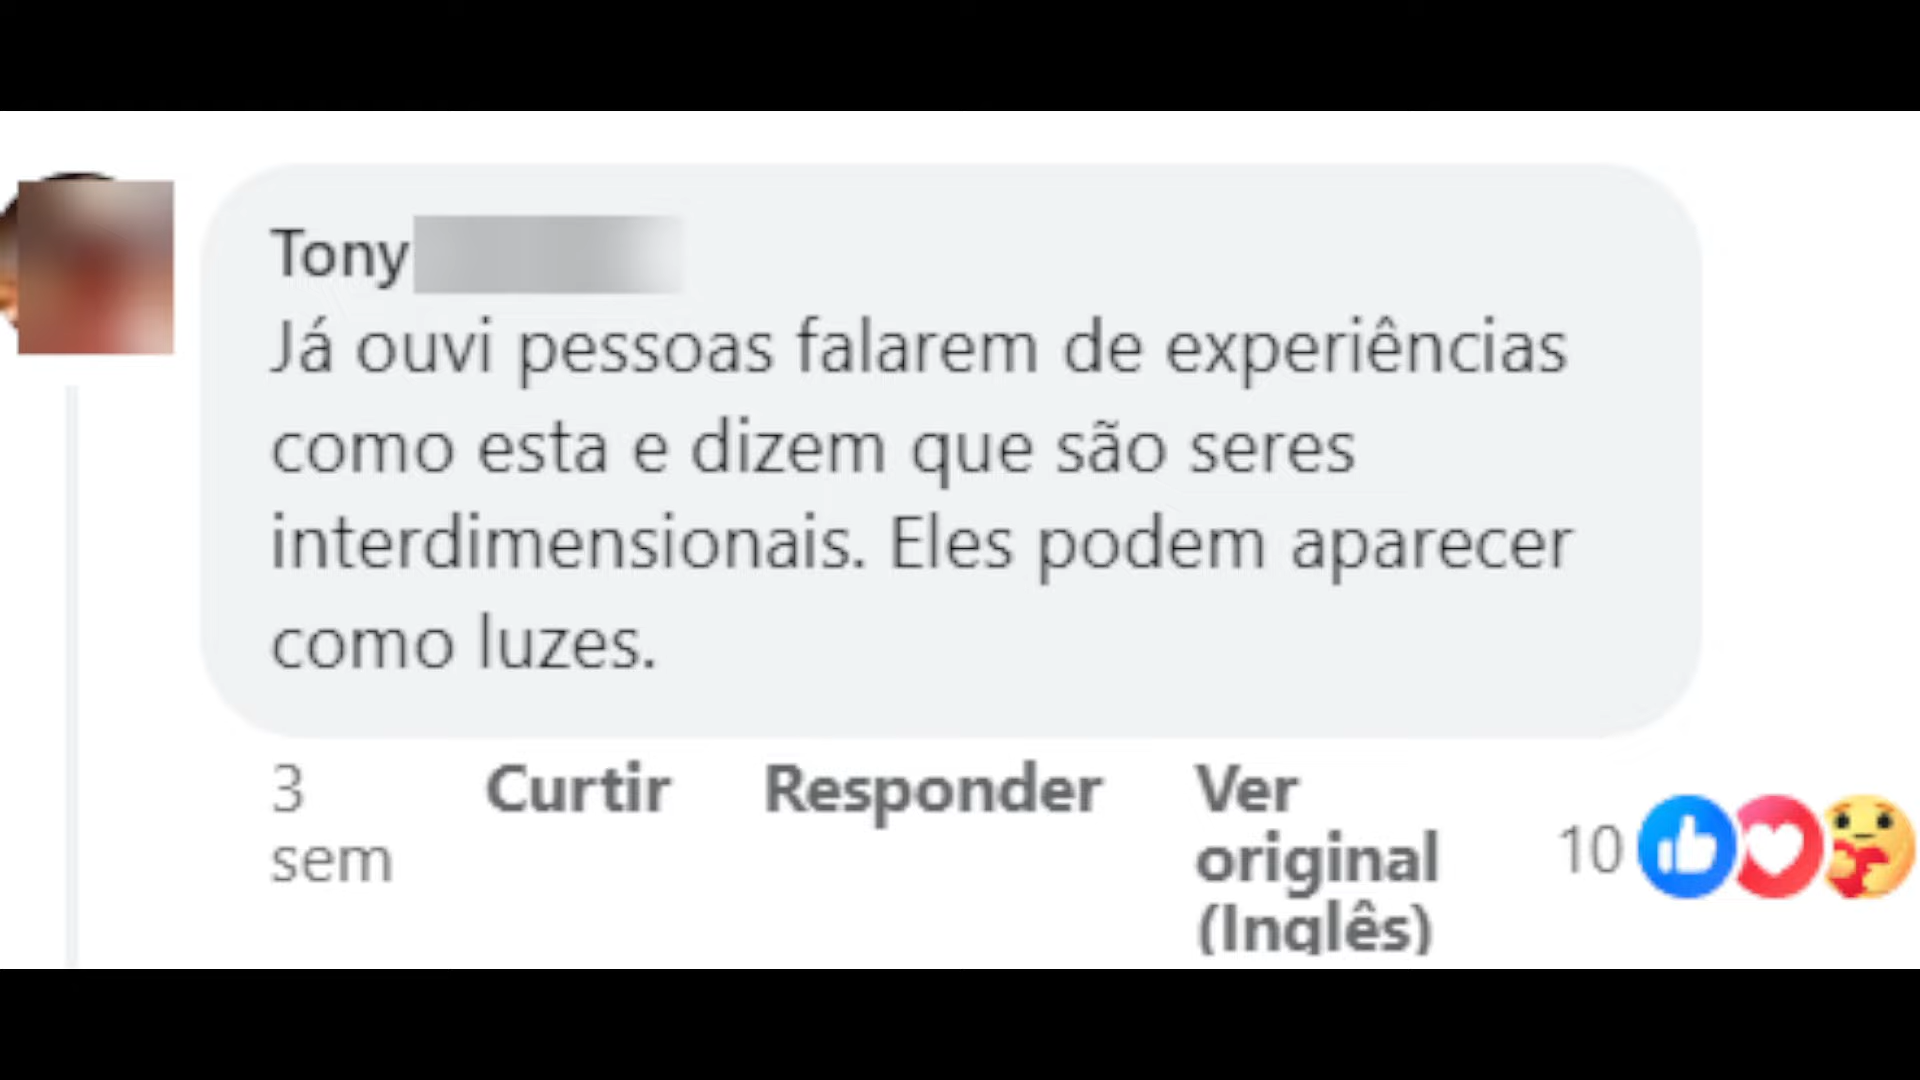 Tony
Já ouvi pessoas falarem de experiências
como esta e dizem que são seres
interdimensionais. Eles podem aparecer
como luzes.
3 sem Curtir Responder Ver original (Inglês) 10